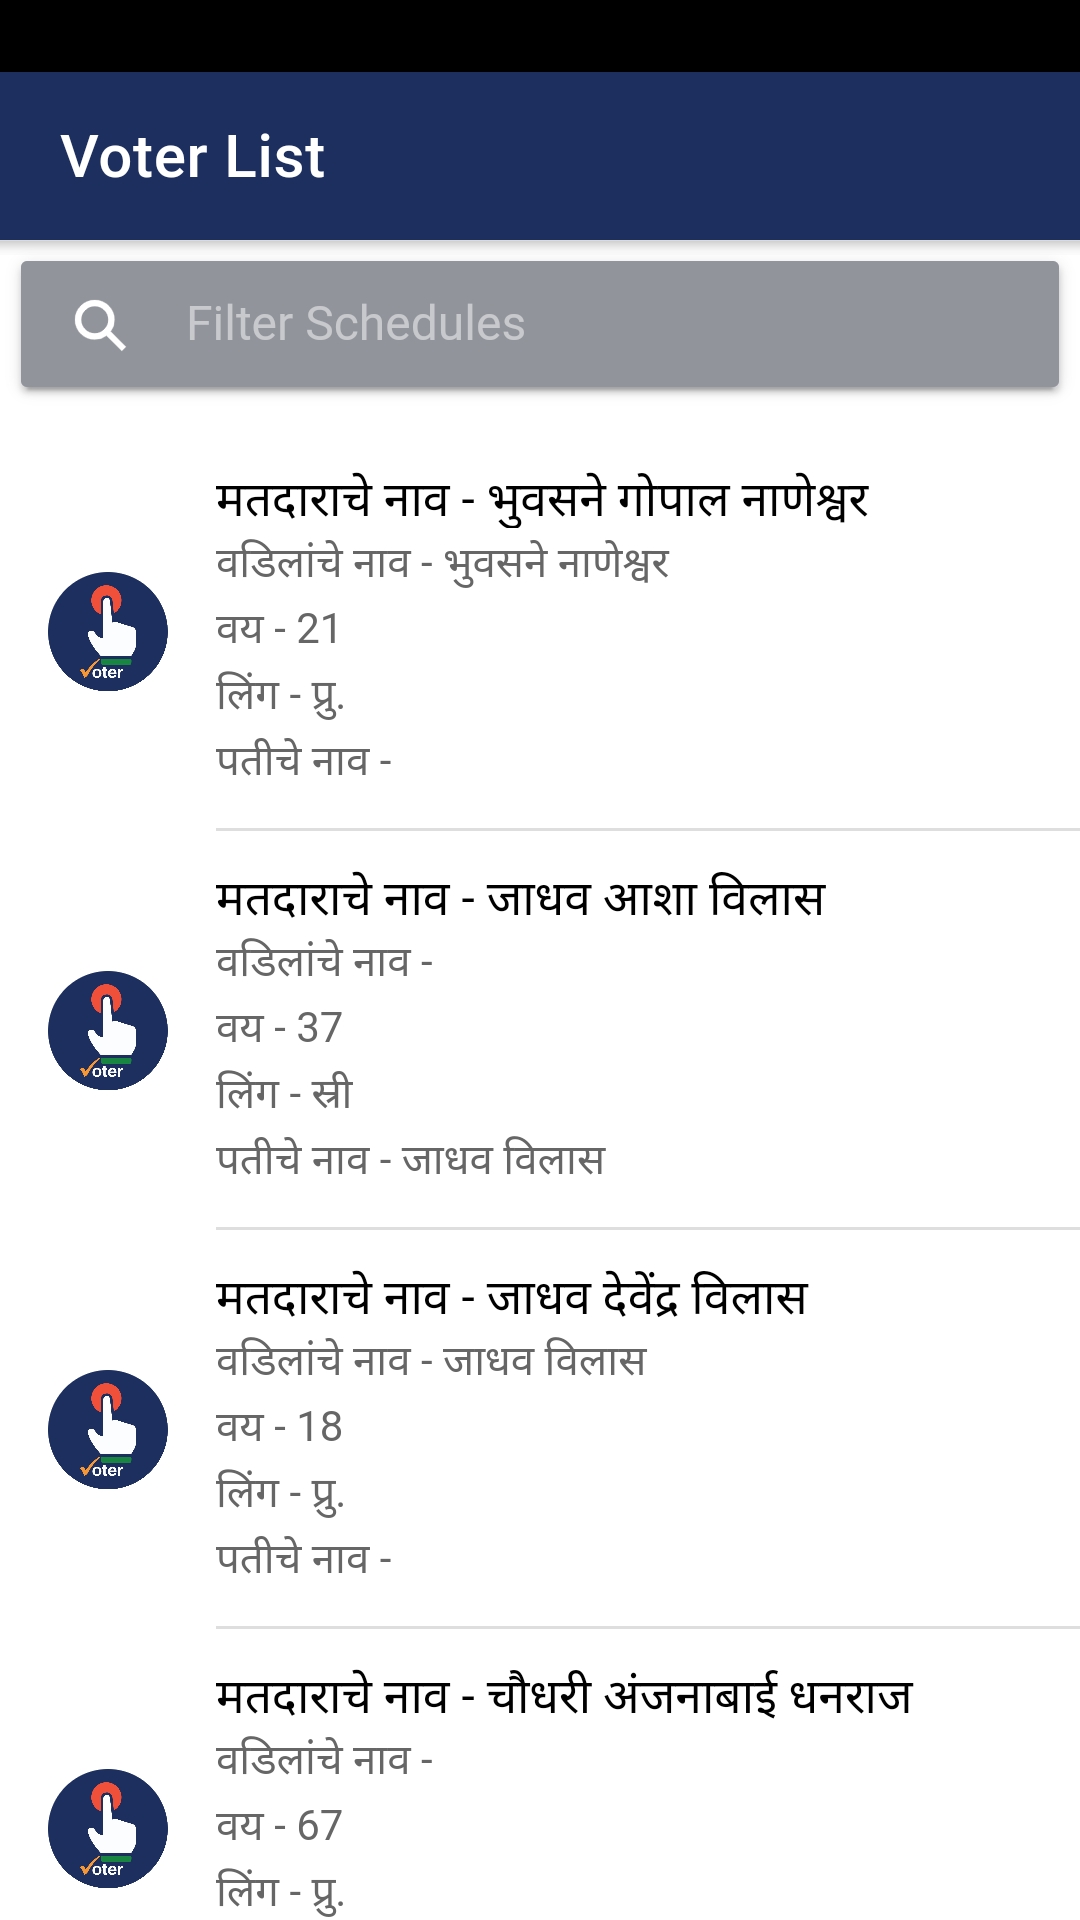 Voter List
Filter Schedules
मतदाराचे नाव - भुवसने गोपाल नाणेश्वर
वडिलांचे नाव - भुवसने नाणेश्वर
वय - 21
लिंग - प्रु.
पतीचे नाव -
Voter
मतदाराचे नाव - जाधव आशा विलास
वडिलांचे नाव -
वय - 37
लिंग - स्री
पतीचे नाव - जाधव विलास
Voter
मतदाराचे नाव - जाधव देवेंद्र विलास
वडिलांचे नाव - जाधव विलास
वय - 18
लिंग - प्रु.
पतीचे नाव -
Voter
मतदाराचे नाव - चौधरी अंजनाबाई धनराज
वडिलांचे नाव -
वय - 67
लिंग - प्रु.
Voter